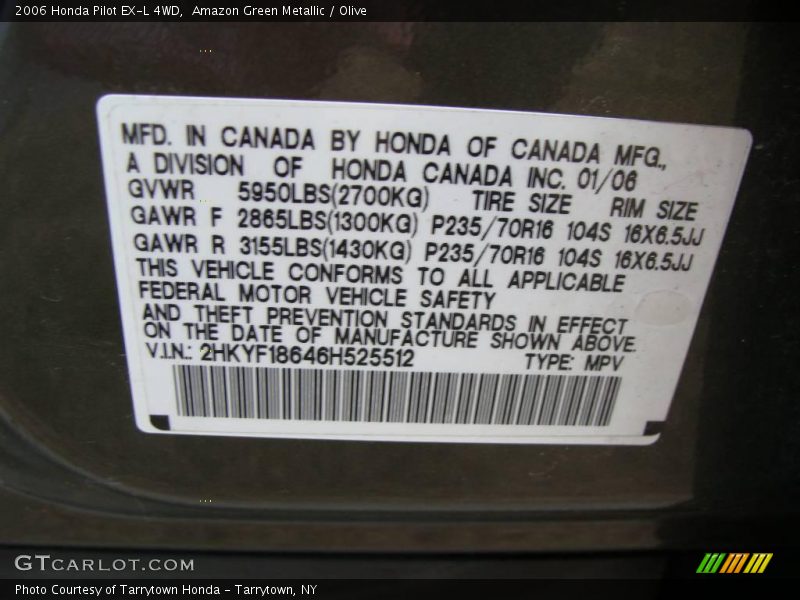 2006 Honda Pilot EX-L 4WD, Amazon Green Metallic / Olive
MFD. IN CANADA BY HONDA OF CANADA MFG.,
A DIVISION OF HONDA CANADA INC. 01/06
GVWR 5950LBS(2700KG) TIRE SIZE RIM SIZE
GAWR F 2865LBS(1300KG) P235/70R16 104S 16X6.5JJ
GAWR R 3155LBS(1430KG) P235/70R16 104S 16X6.5JJ
THIS VEHICLE CONFORMS TO ALL APPLICABLE
FEDERAL MOTOR VEHICLE SAFETY
AND THEFT PREVENTION STANDARDS IN EFFECT
ON THE DATE OF MANUFACTURE SHOWN ABOVE.
V.I.N.: 2HKYF18646H525512 TYPE: MPV
GTCARLOT.COM
Photo Courtesy of Tarrytown Honda - Tarrytown, NY